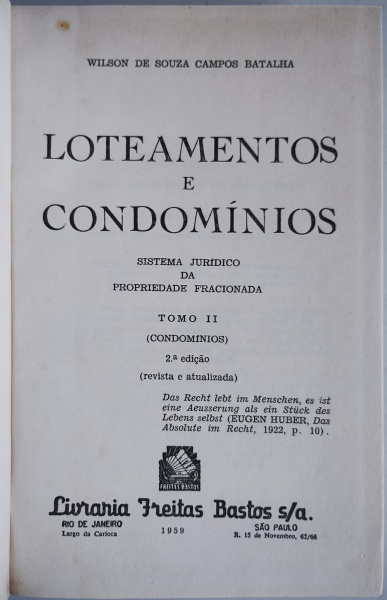 WILSON DE SOUZA CAMPOS BATALHA
LOTEAMENTOS
E
CONDOMÍNIOS
SISTEMA JURÍDICO
DA
PROPRIEDADE FRACIONADA
TOMO II
(CONDOMINIOS)
2.ª edição
(revista e atualizada)
Das Recht lebt im Menschen, es ist
eine Aeusserung als ein Stück des
Lebens selbst (EUGEN HUBER, Das
Absolute im Recht, 1922, p. 10).
FREITAS BASTOS
Livraria Freitas Bastos s/a.
RIO DE JANEIRO
Largo da Carioca
1959
SÃO PAULO
R. 15 de Novembro, 62/66